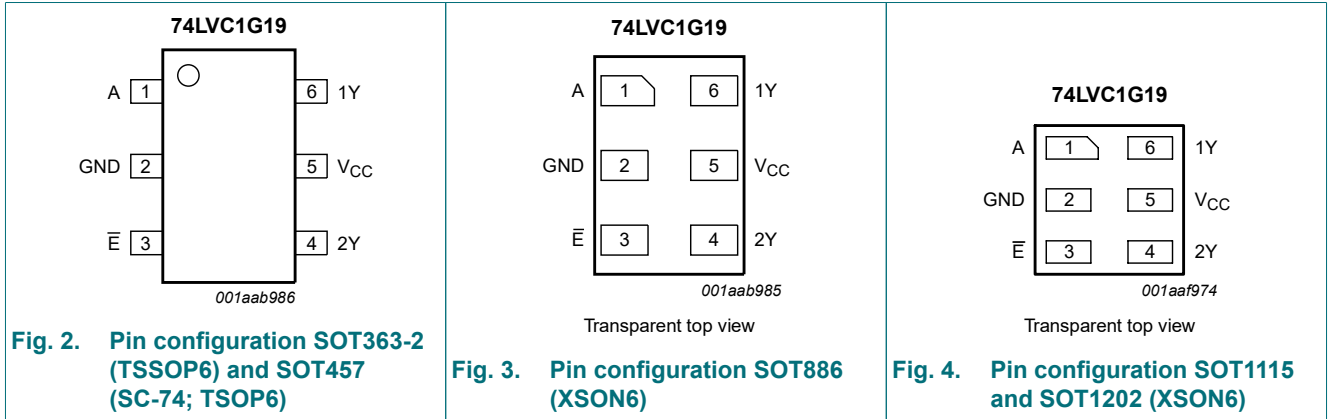 74LVC1G19
A 1 6 1Y
GND 2 5 VCC
E̅ 3 4 2Y
001aab986
Fig. 2. Pin configuration SOT363-2
(TSSOP6) and SOT457
(SC-74; TSOP6)
74LVC1G19
A 1 6 1Y
GND 2 5 VCC
E̅ 3 4 2Y
001aab985
Transparent top view
Fig. 3. Pin configuration SOT886
(XSON6)
74LVC1G19
A 1 6 1Y
GND 2 5 VCC
E̅ 3 4 2Y
001aaf974
Transparent top view
Fig. 4. Pin configuration SOT1115
and SOT1202 (XSON6)